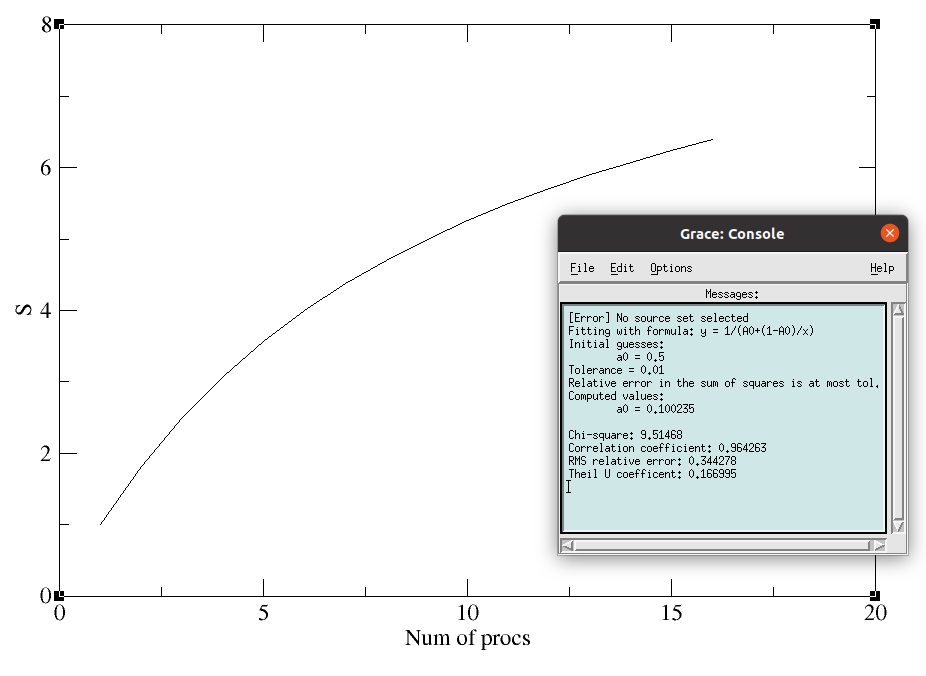 8
6
S
4
2
0
0 5 10 15 20
Num of procs
Grace: Console
File Edit Options Help
Messages:
[Error] No source set selected
Fitting with formula: y = 1/(A0+(1-A0)/x)
Initial guesses:
a0 = 0.5
Tolerance = 0.01
Relative error in the sum of squares is at most tol.
Computed values:
a0 = 0.100235
Chi-square: 9.51468
Correlation coefficient: 0.964263
RMS relative error: 0.344278
Theil U coefficent: 0.166995